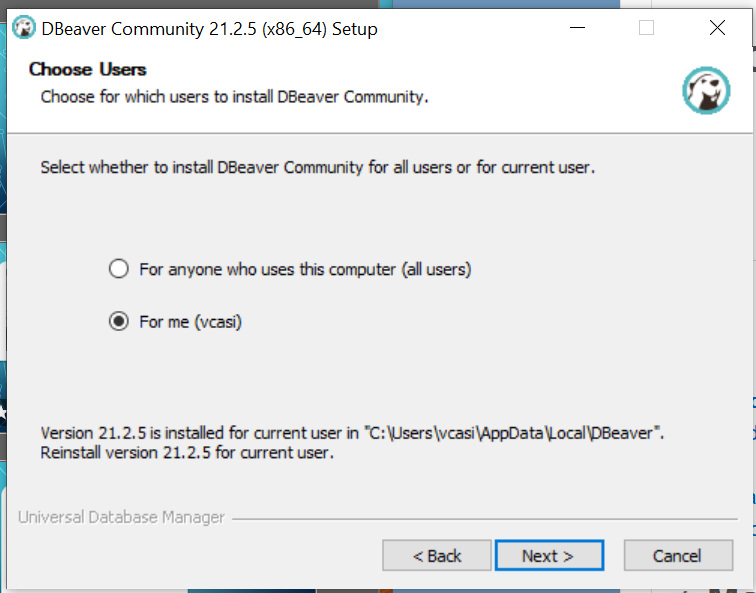 DBeaver Community 21.2.5 (x86_64) Setup
Choose Users
Choose for which users to install DBeaver Community.
Select whether to install DBeaver Community for all users or for current user.
For anyone who uses this computer (all users)
For me (vcasi)
Version 21.2.5 is installed for current user in "C:\Users\vcasi\AppData\Local\DBeaver".
Reinstall version 21.2.5 for current user.
Universal Database Manager
< Back
Next >
Cancel